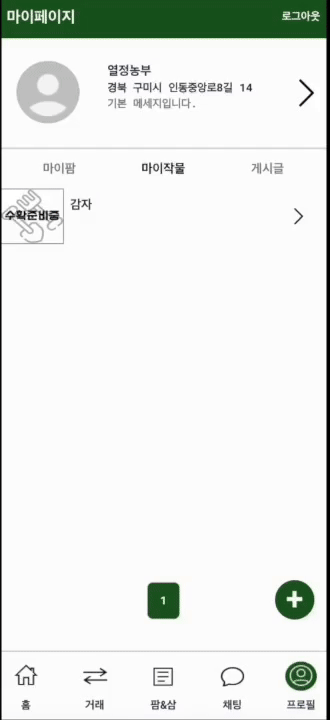 마이페이지
로그아웃
열정농부
경북 구미시 인동중앙로8길 14
기본 메세지입니다.
마이팜
마이작물
게시글
수확준비중
감자
1
홈
거래
팜&삼
채팅
프로필